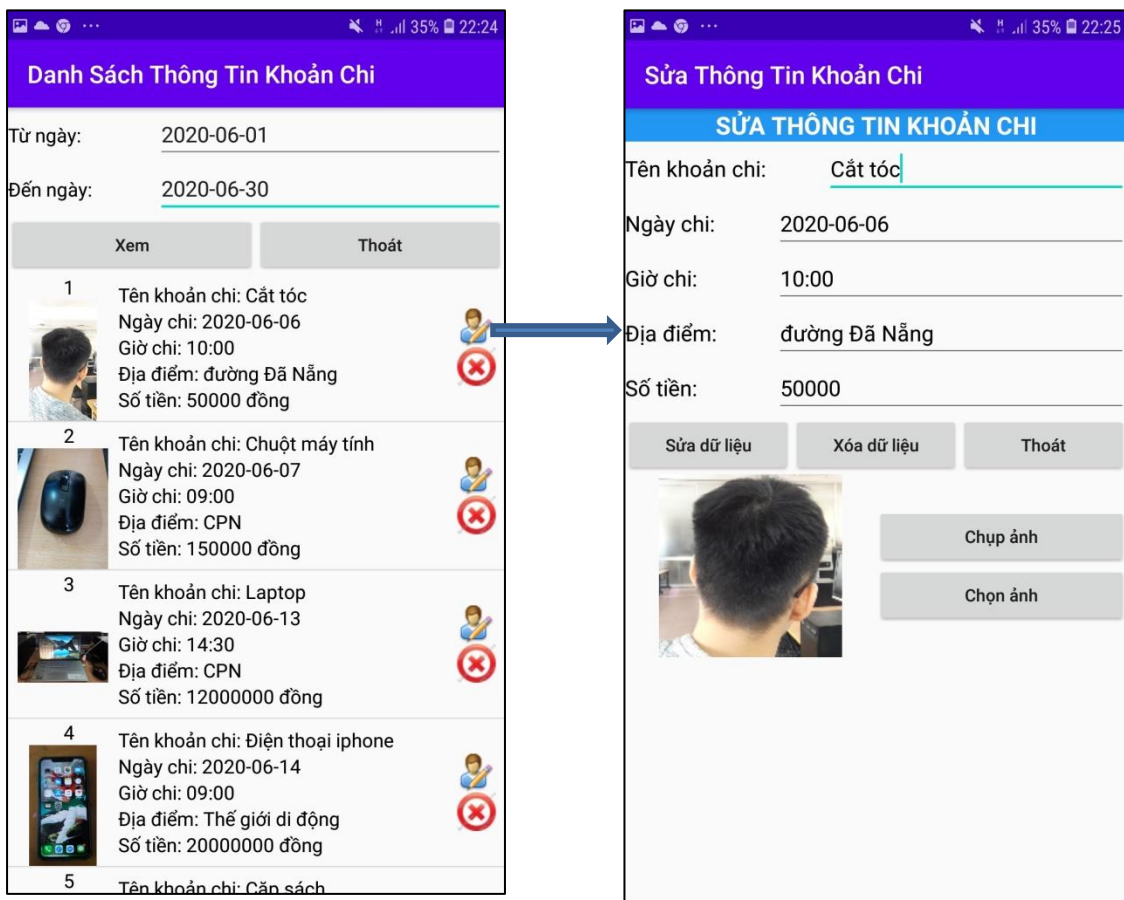 35% 22:24
Danh Sách Thông Tin Khoản Chi
Từ ngày: 2020-06-01
Đến ngày: 2020-06-30
Xem Thoát
1
Tên khoản chi: Cắt tóc
Ngày chi: 2020-06-06
Giờ chi: 10:00
Địa điểm: đường Đã Nẵng
Số tiền: 50000 đồng
2
Tên khoản chi: Chuột máy tính
Ngày chi: 2020-06-07
Giờ chi: 09:00
Địa điểm: CPN
Số tiền: 150000 đồng
3
Tên khoản chi: Laptop
Ngày chi: 2020-06-13
Giờ chi: 14:30
Địa điểm: CPN
Số tiền: 12000000 đồng
4
Tên khoản chi: Điện thoại iphone
Ngày chi: 2020-06-14
Giờ chi: 09:00
Địa điểm: Thế giới di động
Số tiền: 20000000 đồng
5
Tên khoản chi: Cặp sách
35% 22:25
Sửa Thông Tin Khoản Chi
SỬA THÔNG TIN KHOẢN CHI
Tên khoản chi: Cắt tóc
Ngày chi: 2020-06-06
Giờ chi: 10:00
Địa điểm: đường Đã Nẵng
Số tiền: 50000
Sửa dữ liệu Xóa dữ liệu Thoát
Chụp ảnh
Chọn ảnh